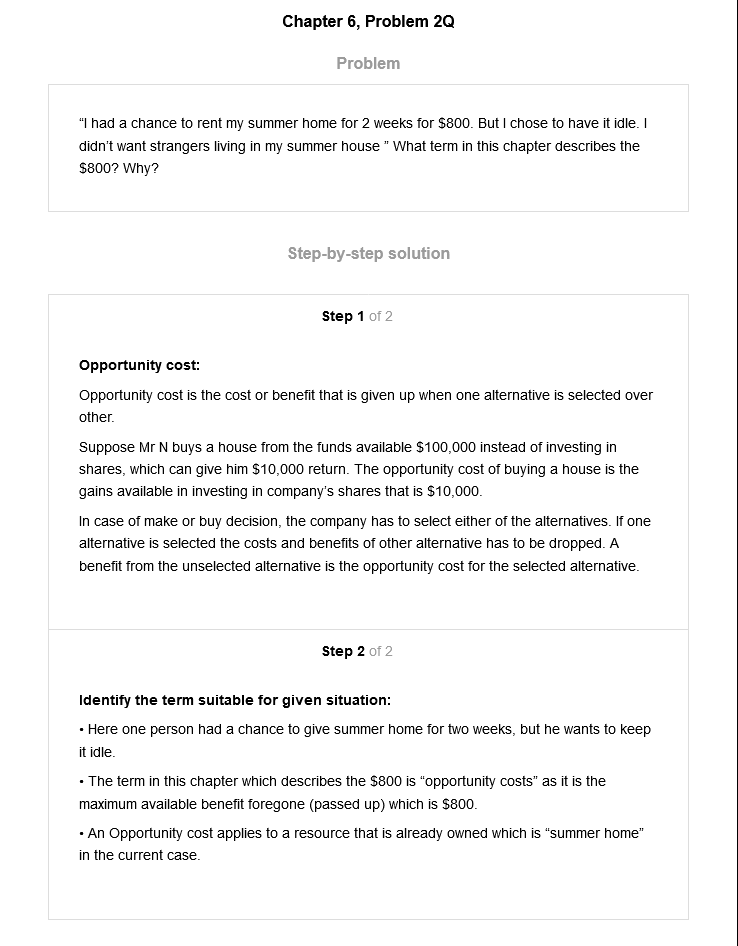 Chapter 6, Problem 2Q
Problem
“I had a chance to rent my summer home for 2 weeks for $800. But I chose to have it idle. I
didn’t want strangers living in my summer house ” What term in this chapter describes the
$800? Why?
Step-by-step solution
Step 1 of 2
Opportunity cost:
Opportunity cost is the cost or benefit that is given up when one alternative is selected over
other.
Suppose Mr N buys a house from the funds available $100,000 instead of investing in
shares, which can give him $10,000 return. The opportunity cost of buying a house is the
gains available in investing in company’s shares that is $10,000.
In case of make or buy decision, the company has to select either of the alternatives. If one
alternative is selected the costs and benefits of other alternative has to be dropped. A
benefit from the unselected alternative is the opportunity cost for the selected alternative.
Step 2 of 2
Identify the term suitable for given situation:
• Here one person had a chance to give summer home for two weeks, but he wants to keep
it idle.
• The term in this chapter which describes the $800 is “opportunity costs” as it is the
maximum available benefit foregone (passed up) which is $800.
• An Opportunity cost applies to a resource that is already owned which is “summer home”
in the current case.